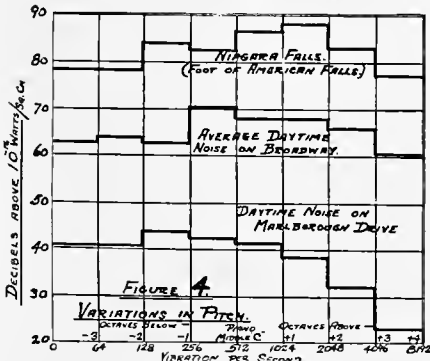 90
80
70
60
50
40
30
20
DECIBELS ABOVE 10⁻¹⁶ WATTS/SQ. CM
NIAGARA FALLS.
(FOOT OF AMERICAN FALLS)
AVERAGE DAYTIME
NOISE ON BROADWAY.
DAYTIME NOISE ON
MARLBOROUGH DRIVE
FIGURE 4.
VARIATIONS IN PITCH.
OCTAVES BELOW
PIANO
MIDDLE C
OCTAVES ABOVE
-3 -2 -1 +1 +2 +3 +4
0 64 128 256 512 1024 2048 4096 8192
VIBRATION PER SECOND